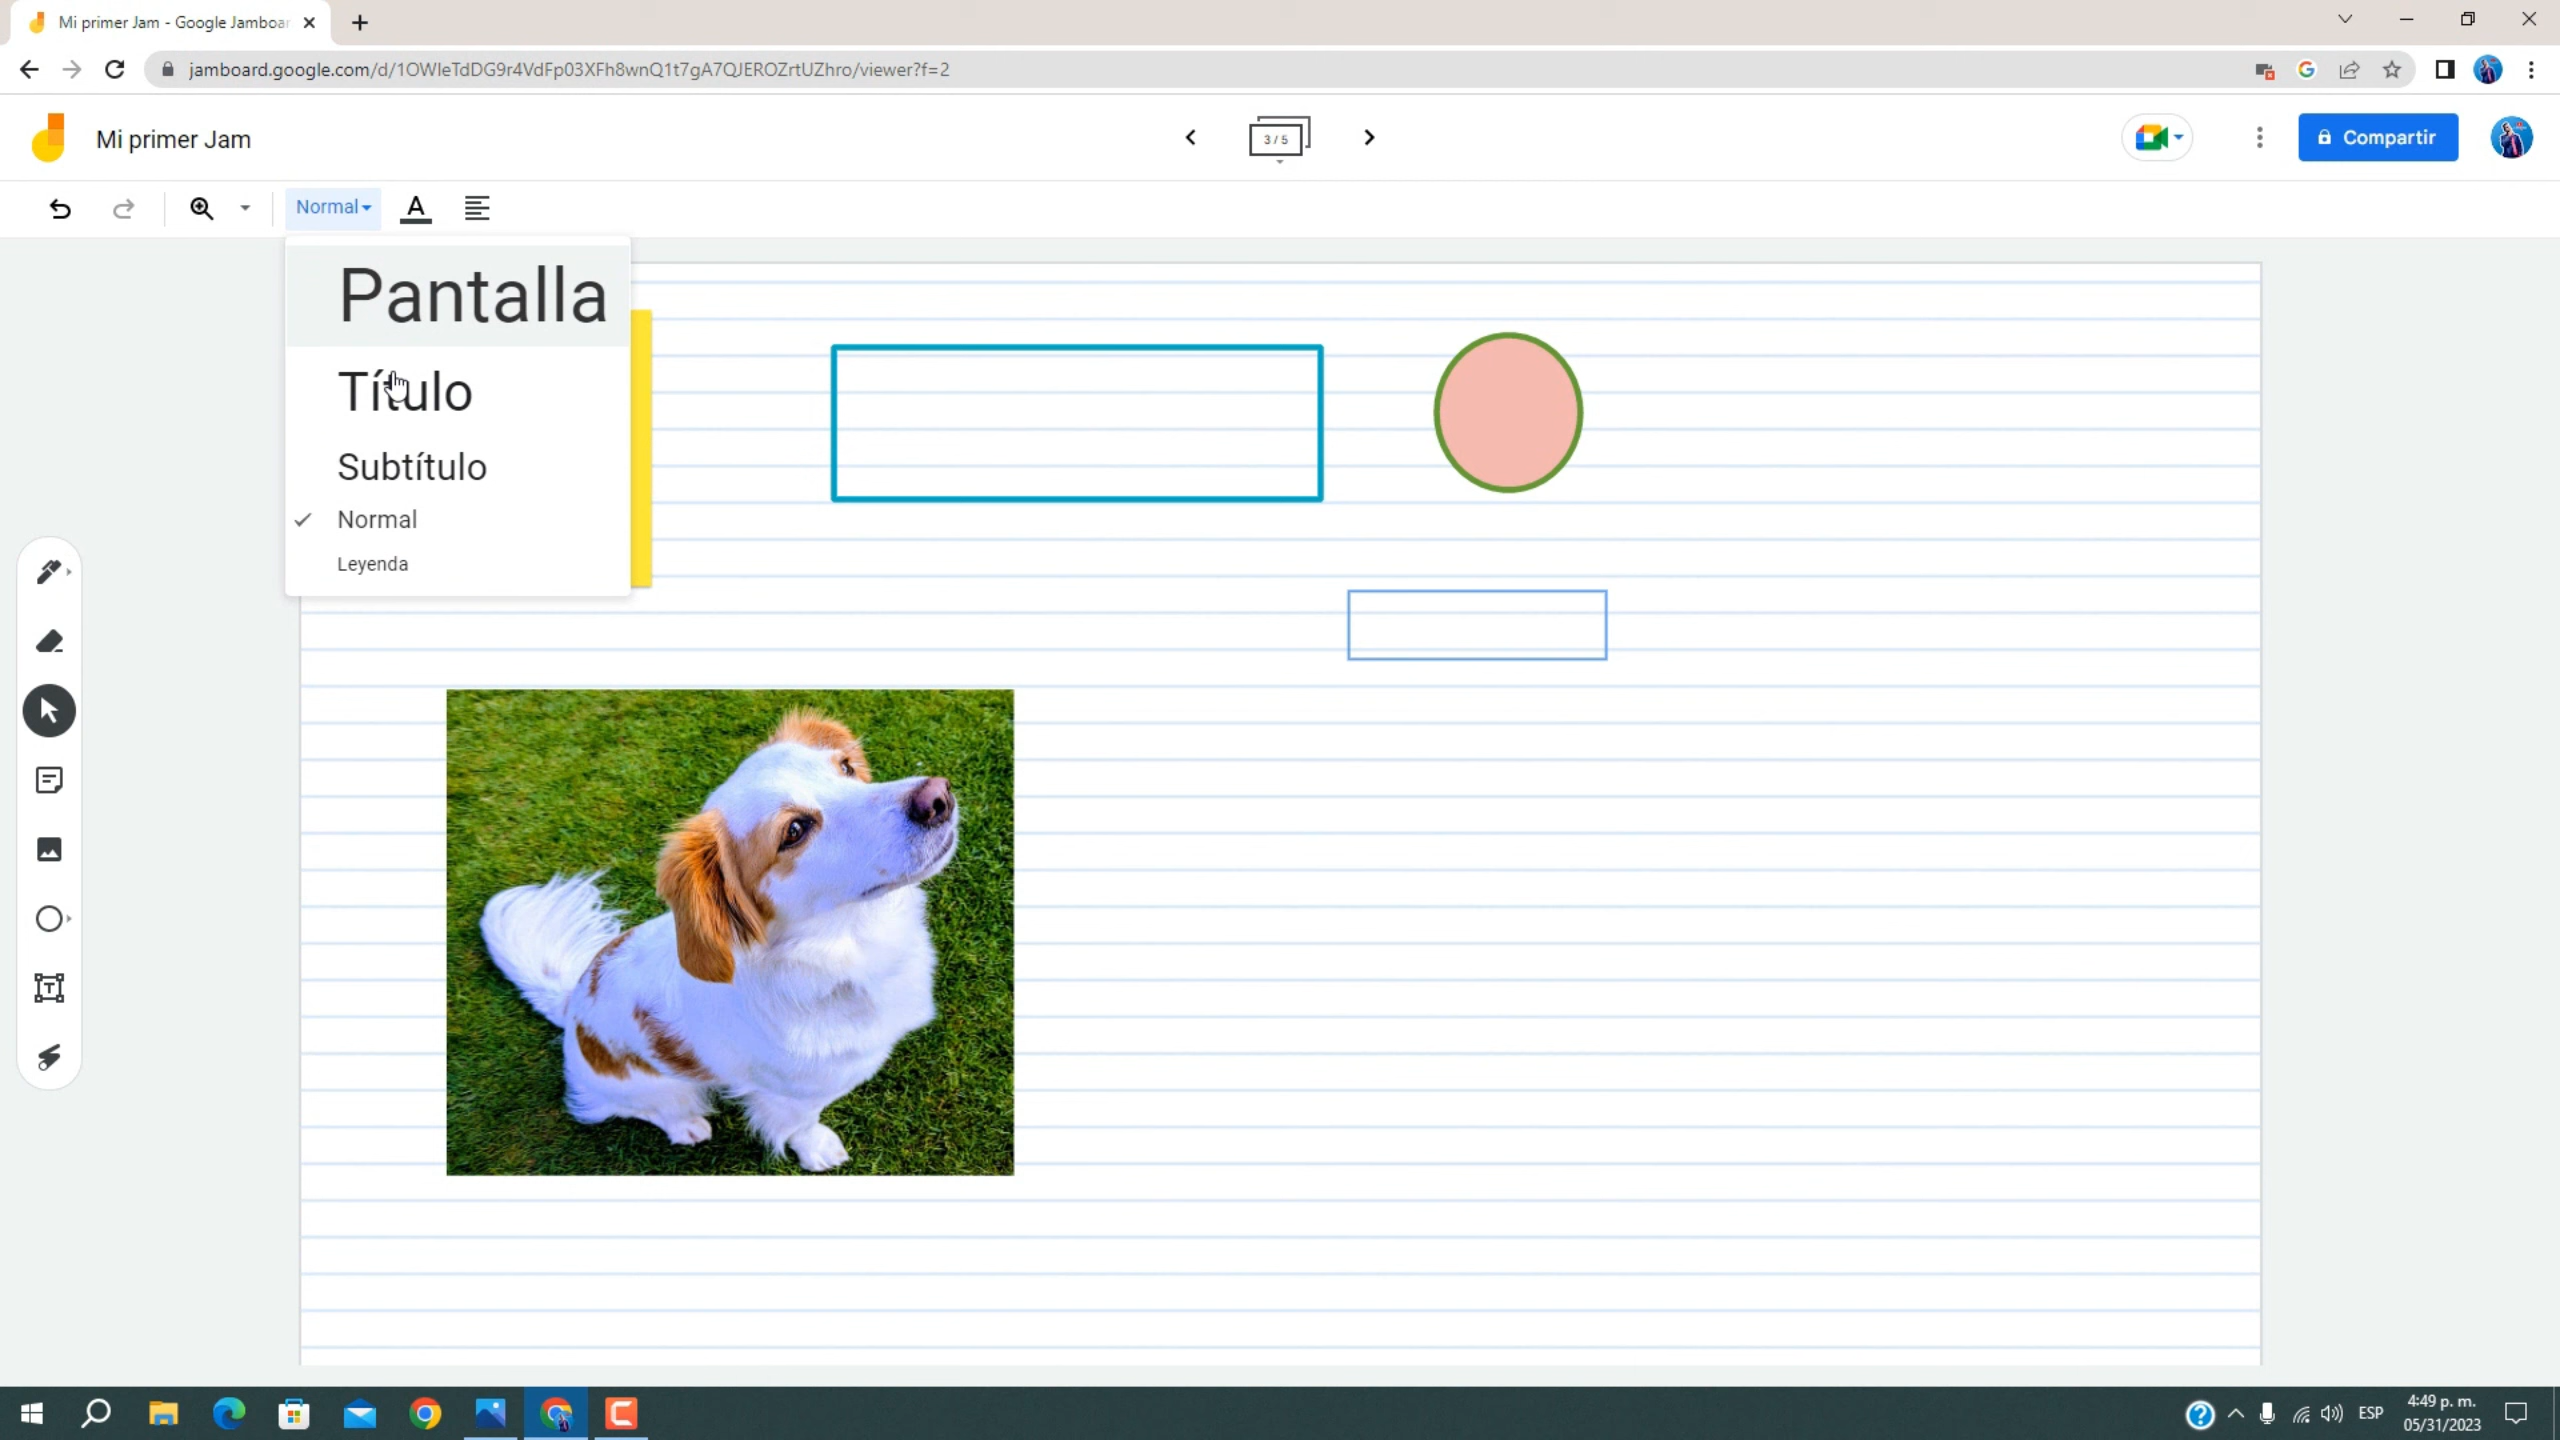 Mi primer Jam - Google Jamboar
jamboard.google.com/d/1OWleTdDG9r4VdFp03XFh8wnQ1t7gA7QJEROZrtUZhro/viewer?f=2
Mi primer Jam
3 / 5
Compartir
Normal
A
Pantalla
Título
Subtítulo
Normal
Leyenda
ESP
4:49 p. m.
05/31/2023